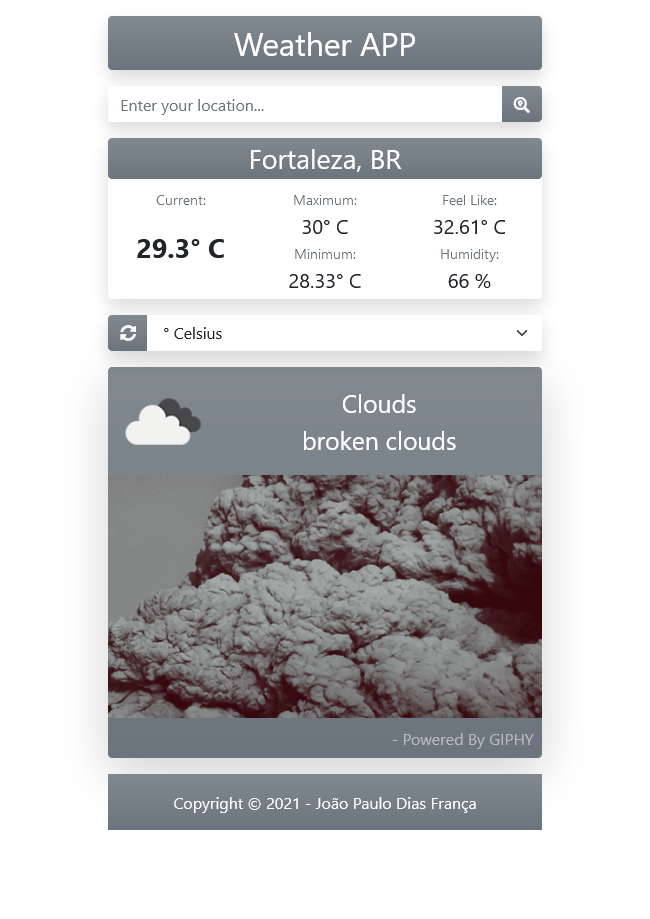 Weather APP
Enter your location...
Fortaleza, BR
Current:
29.3° C
Maximum:
30° C
Minimum:
28.33° C
Feel Like:
32.61° C
Humidity:
66 %
° Celsius
Clouds
broken clouds
- Powered By GIPHY
Copyright © 2021 - João Paulo Dias França